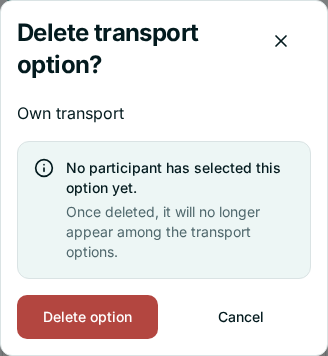 Delete transport
option?
Own transport
No participant has selected this
option yet.
Once deleted, it will no longer
appear among the transport
options.
Delete option
Cancel